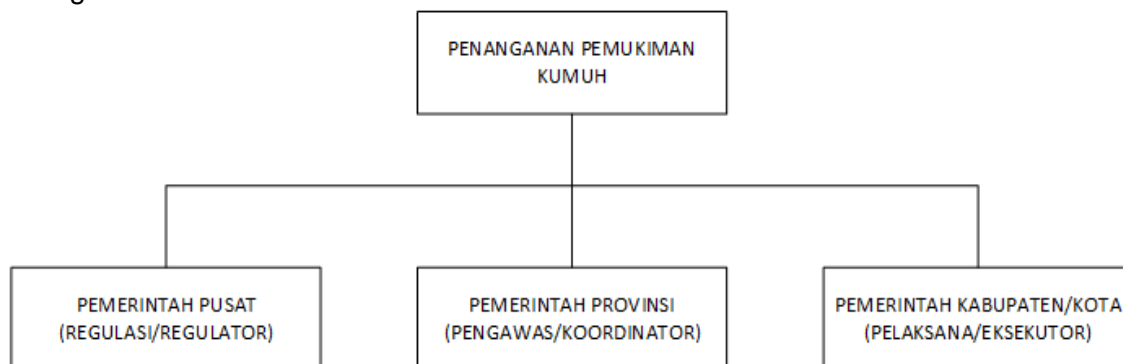 PENANGANAN PEMUKIMAN
KUMUH
PEMERINTAH PUSAT
(REGULASI/REGULATOR)
PEMERINTAH PROVINSI
(PENGAWAS/KOORDINATOR)
PEMERINTAH KABUPATEN/KOTA
(PELAKSANA/EKSEKUTOR)